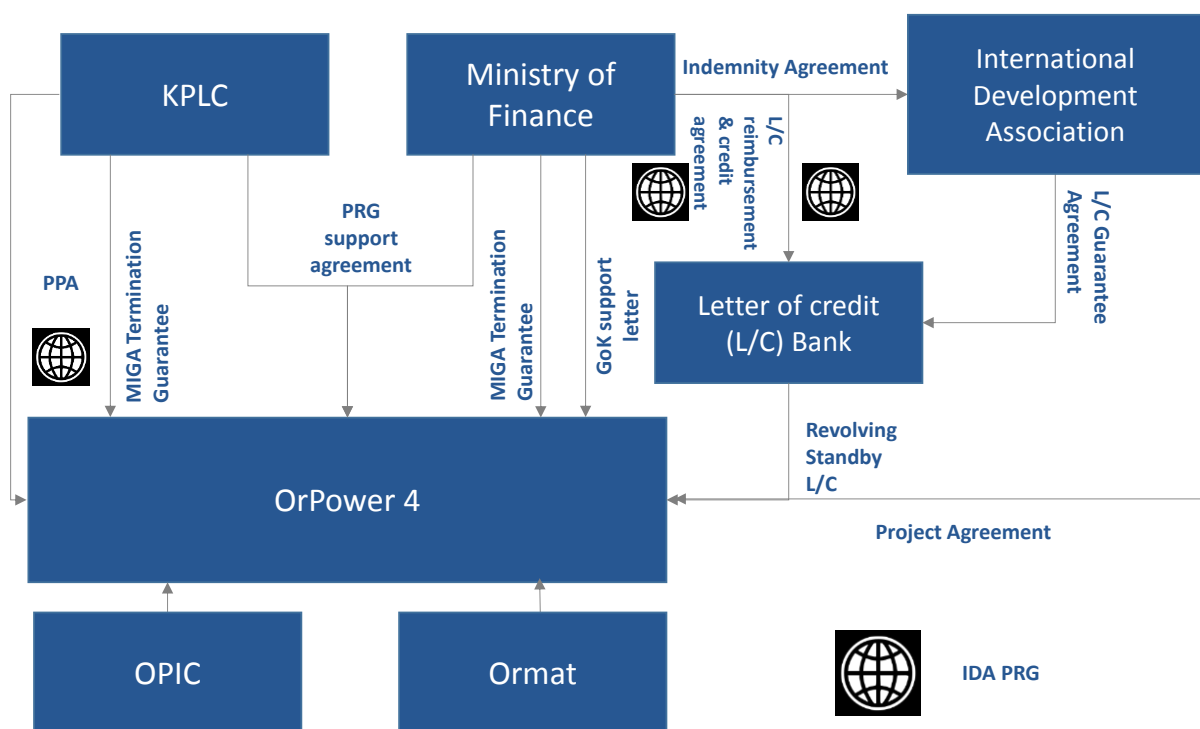 KPLC
Ministry of
Finance
Indemnity Agreement
International
Development
Association
L/C
reimbursement
& credit
agreement
L/C Guarantee
Agreement
PRG
support
agreement
PPA
MIGA Termination
Guarantee
MIGA Termination
Guarantee
GoK support
letter
Letter of credit
(L/C) Bank
Revolving
Standby
L/C
OrPower 4
Project Agreement
OPIC
Ormat
IDA PRG